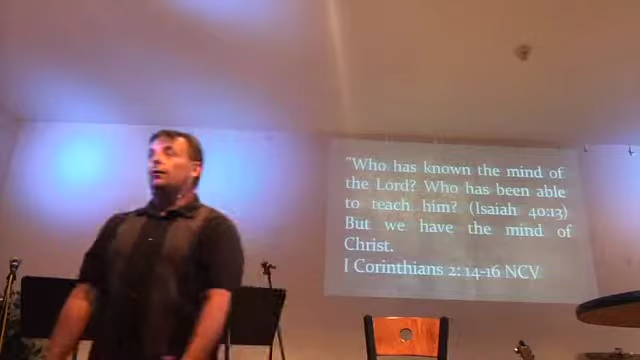 "Who has known the mind of
the Lord? Who has been able
to teach him? (Isaiah 40:13)
But we have the mind of
Christ.
I Corinthians 2: 14-16 NCV